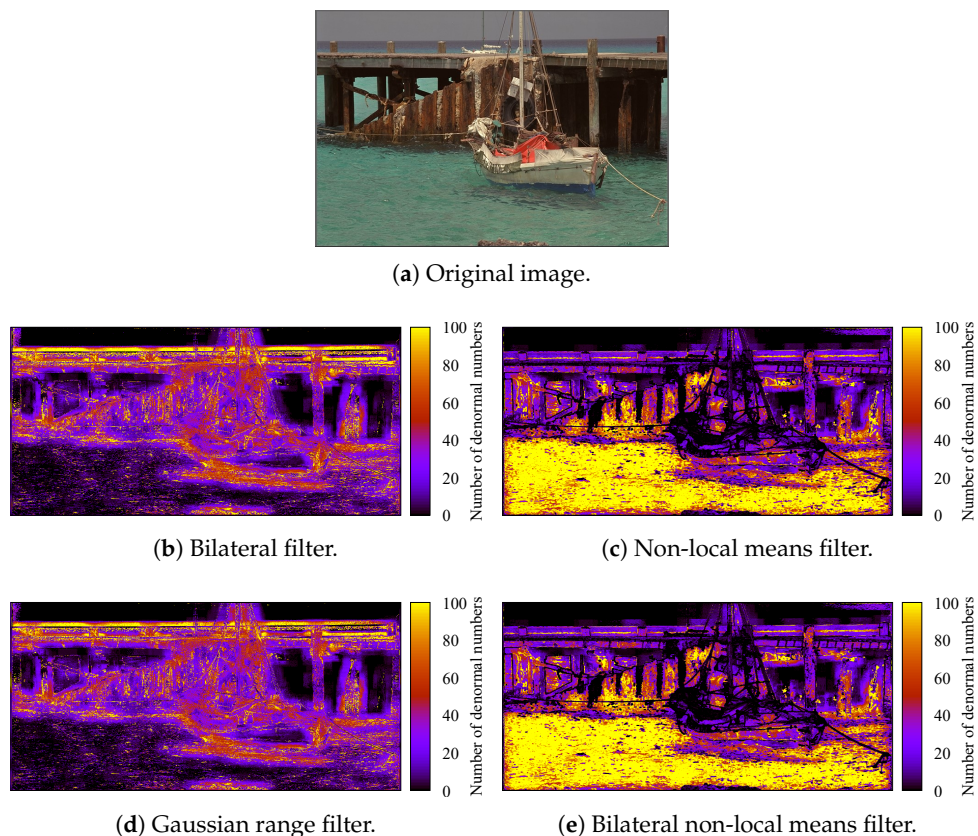 (a) Original image.
100
80
60
40
20
0
Number of denormal numbers
100
80
60
40
20
0
Number of denormal numbers
(b) Bilateral filter.
(c) Non-local means filter.
100
80
60
40
20
0
Number of denormal numbers
100
80
60
40
20
0
Number of denormal numbers
(d) Gaussian range filter.
(e) Bilateral non-local means filter.